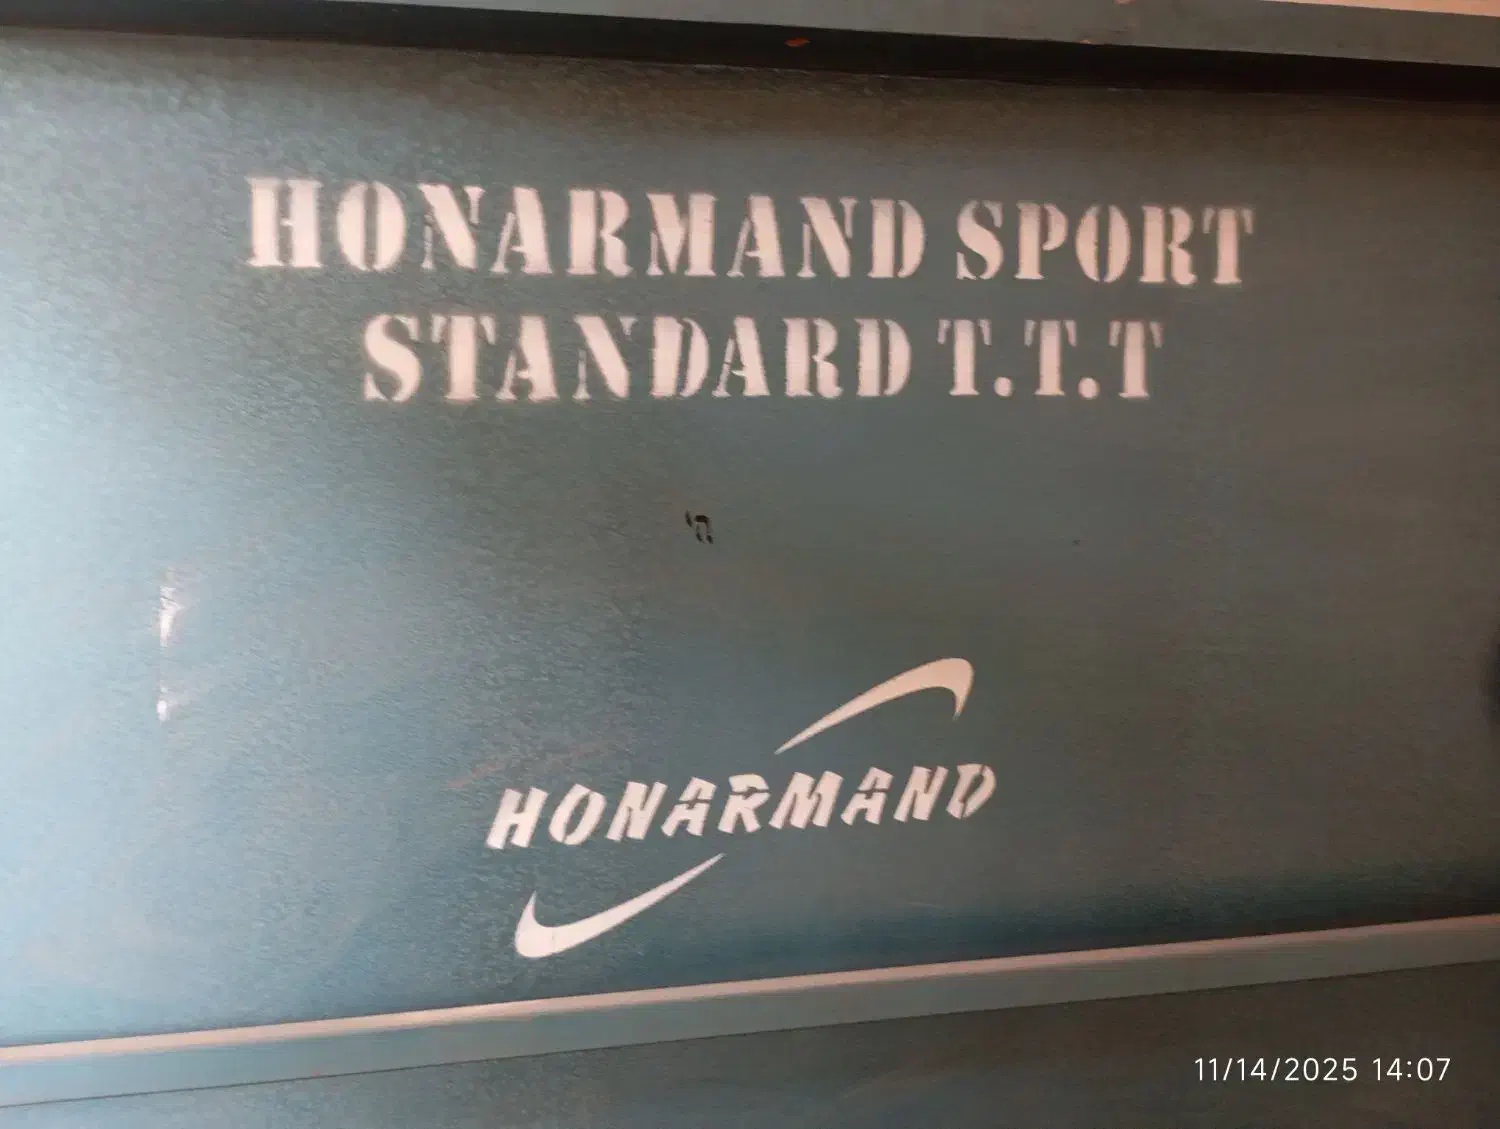 HONARMAND SPORT
STANDARD T.T.T
HONARMAND
11/14/2025 14:07